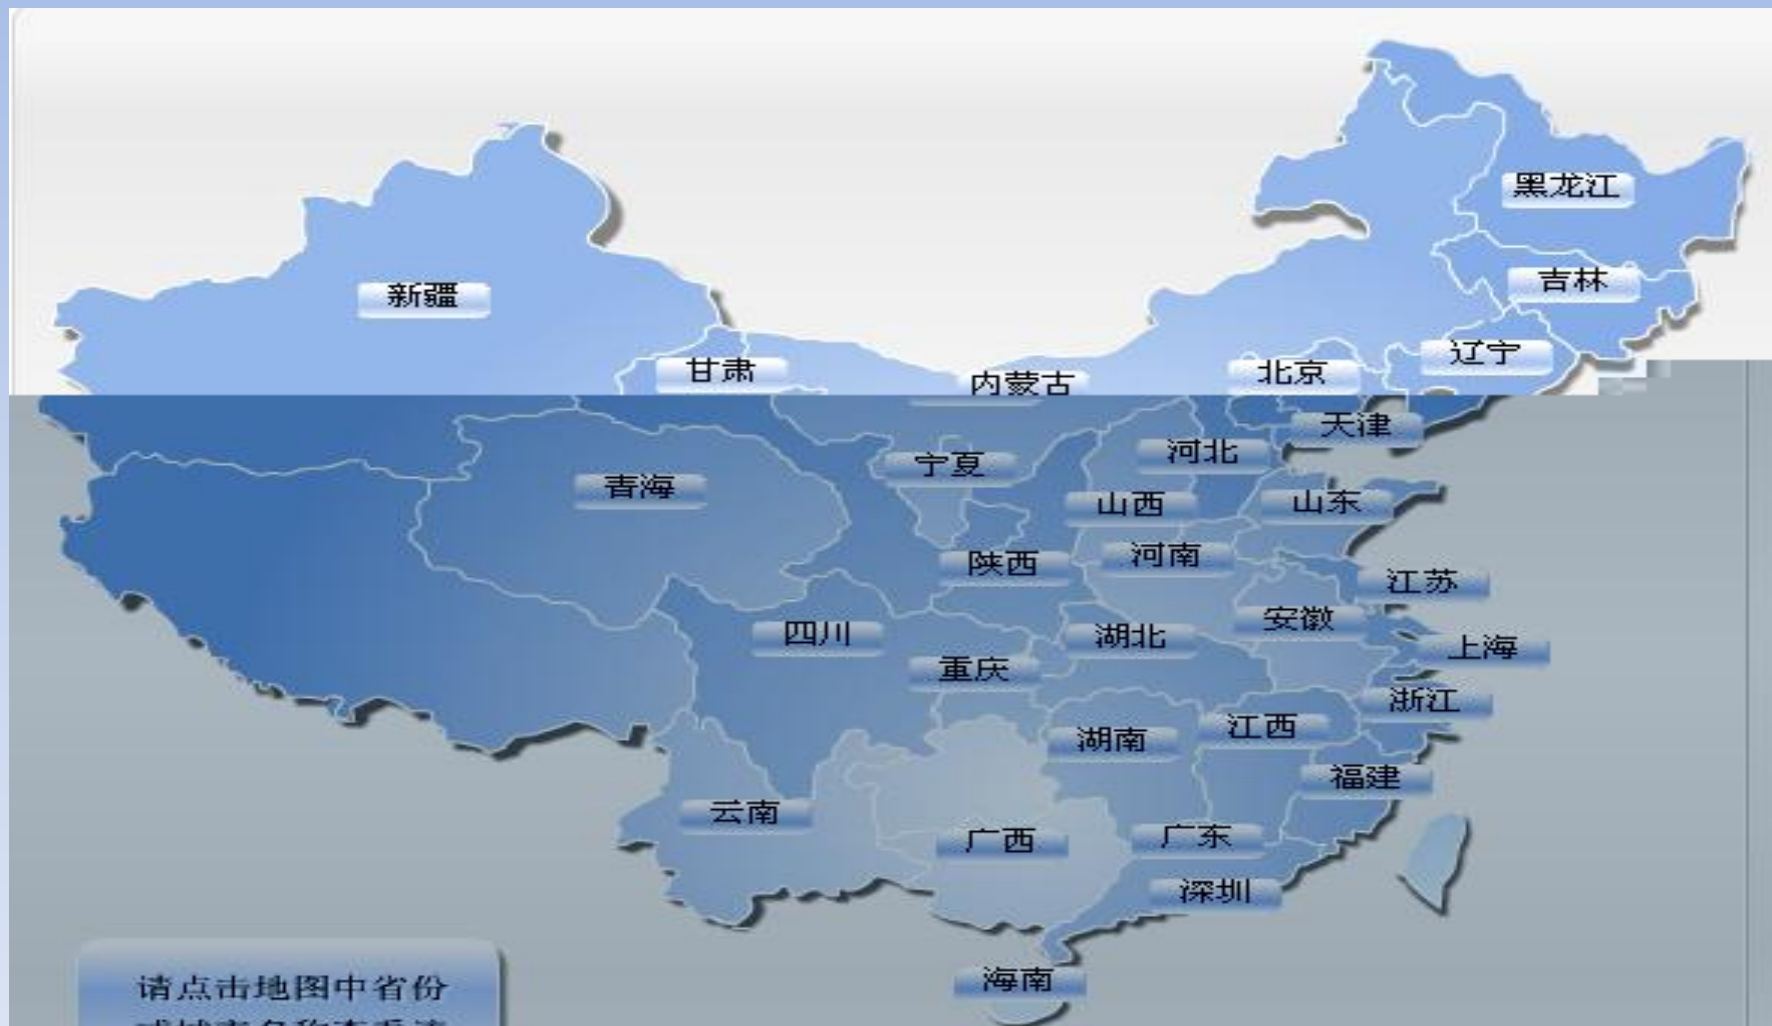 黑龙江
吉林
新疆
辽宁
甘肃
北京
内蒙古
天津
河北
宁夏
青海
山西
山东
河南
陕西
江苏
安徽
四川
湖北
上海
重庆
浙江
江西
湖南
福建
云南
广东
广西
深圳
海南
请点击地图中省份